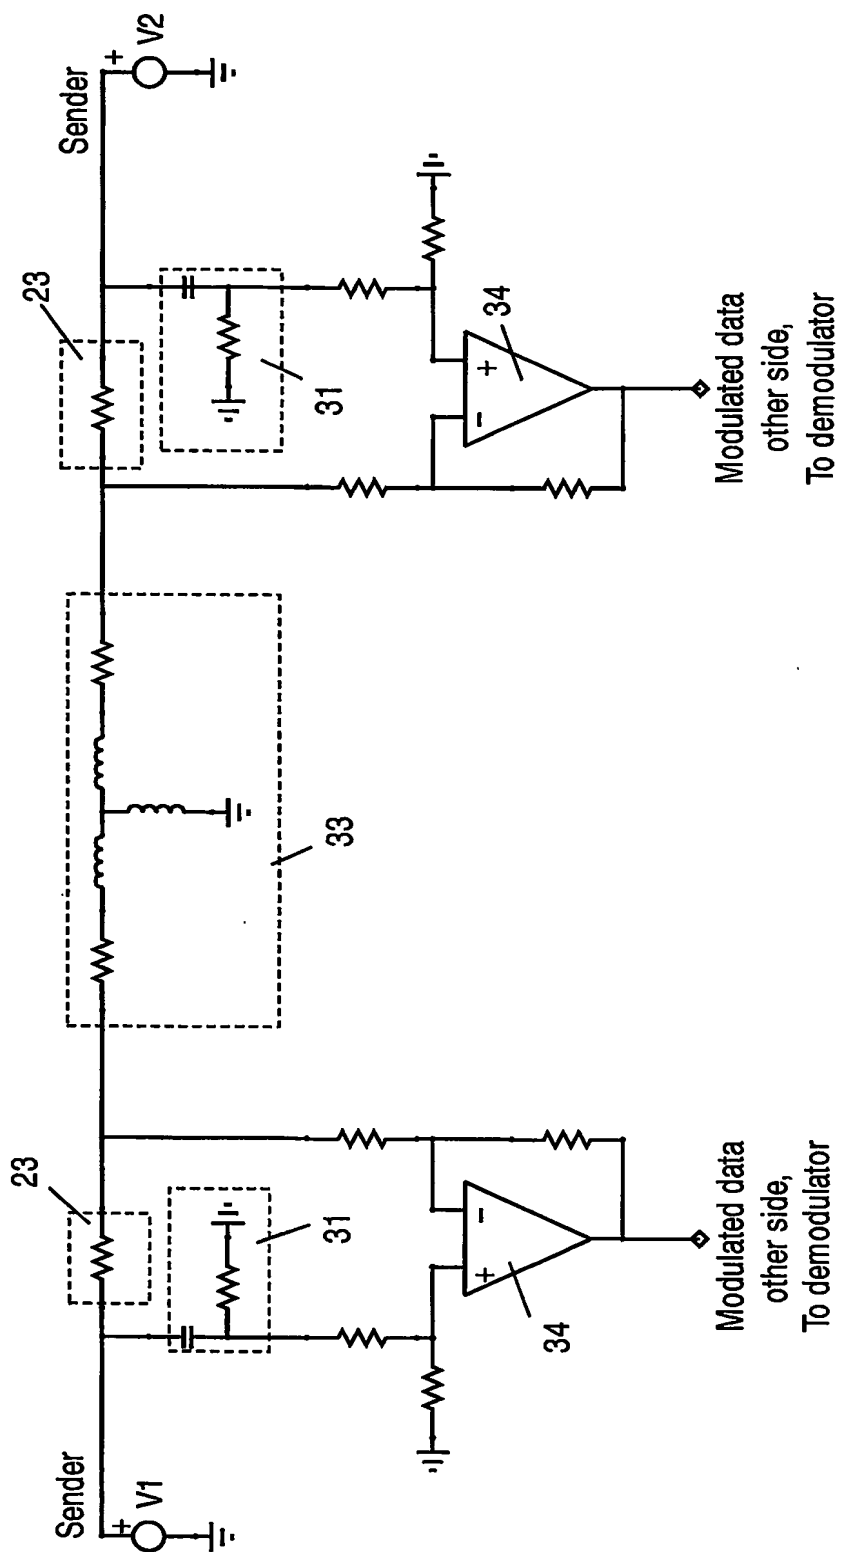 Sender
+
V2
23
31
+
-
34
Modulated data
other side,
To demodulator
33
23
31
-
+
34
Modulated data
other side,
To demodulator
Sender
+
V1